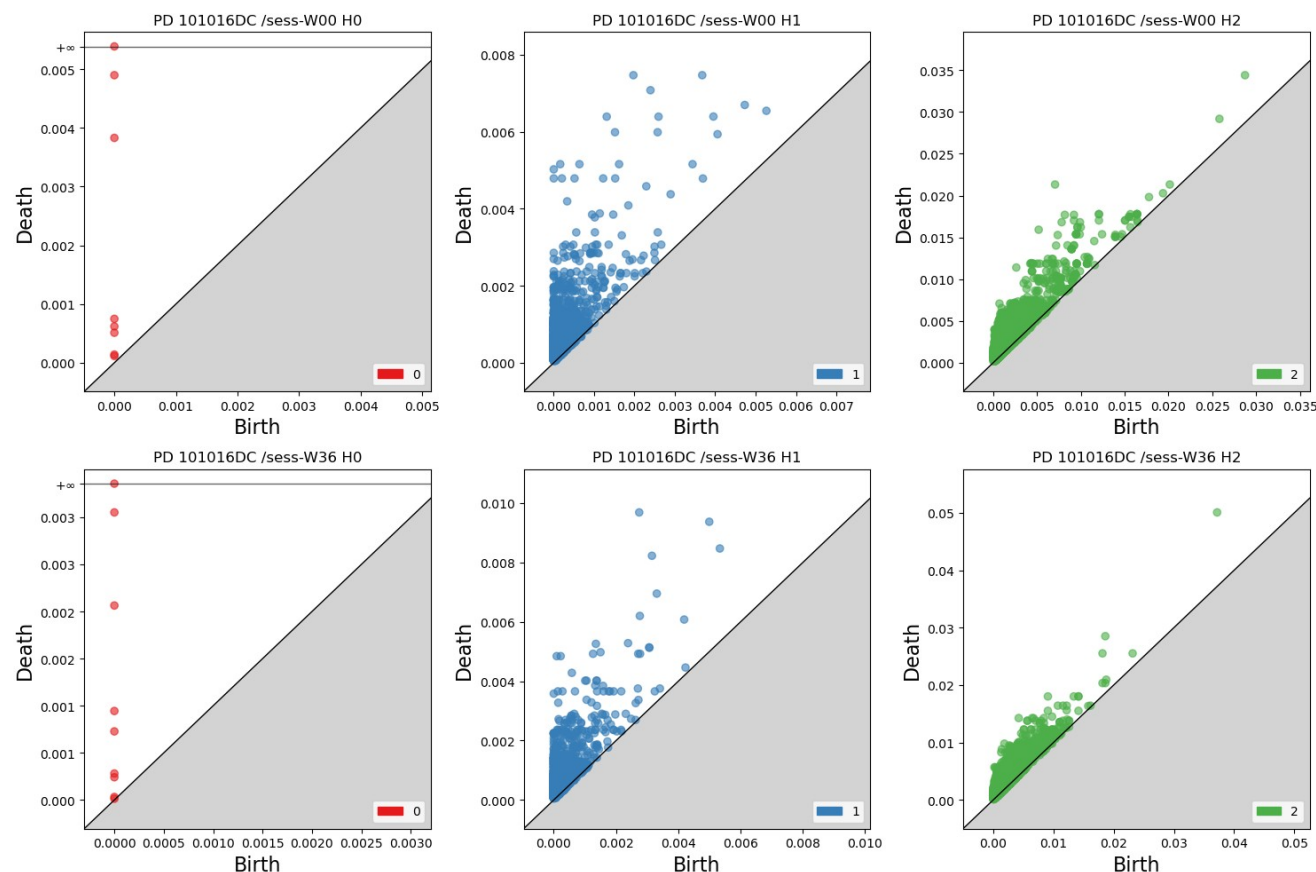 PD 101016DC /sess-W00 H0
+∞
0.005
0.004
0.003
0.002
0.001
0.000
Death
0.000 0.001 0.002 0.003 0.004 0.005
Birth
0
PD 101016DC /sess-W00 H1
0.008
0.006
0.004
0.002
0.000
Death
0.000 0.001 0.002 0.003 0.004 0.005 0.006 0.007
Birth
1
PD 101016DC /sess-W00 H2
0.035
0.030
0.025
0.020
0.015
0.010
0.005
0.000
Death
0.000 0.005 0.010 0.015 0.020 0.025 0.030 0.035
Birth
2
PD 101016DC /sess-W36 H0
+∞
0.003
0.003
0.002
0.002
0.001
0.001
0.000
Death
0.0000 0.0005 0.0010 0.0015 0.0020 0.0025 0.0030
Birth
0
PD 101016DC /sess-W36 H1
0.010
0.008
0.006
0.004
0.002
0.000
Death
0.000 0.002 0.004 0.006 0.008 0.010
Birth
1
PD 101016DC /sess-W36 H2
0.05
0.04
0.03
0.02
0.01
0.00
Death
0.00 0.01 0.02 0.03 0.04 0.05
Birth
2